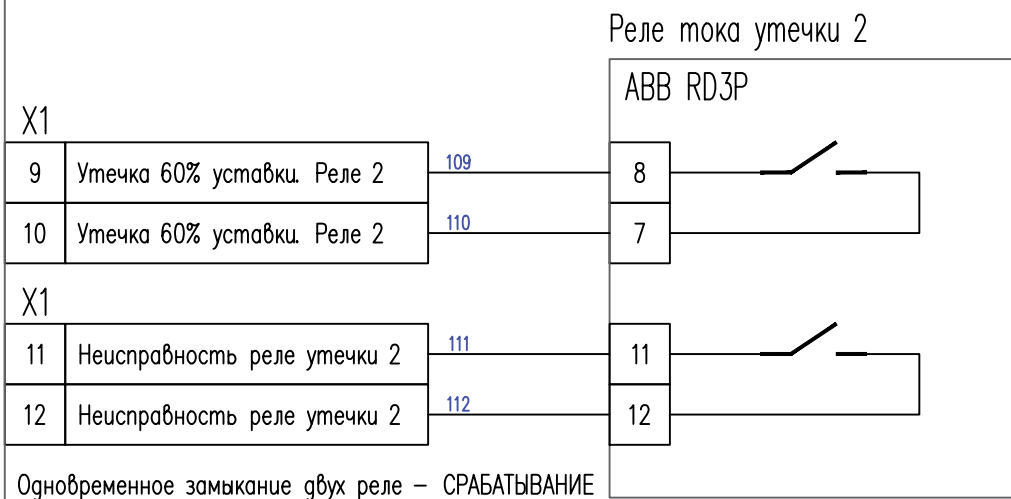 Реле тока утечки 2
ABB RD3P
X1
9 Утечка 60% уставки. Реле 2 109 8
10 Утечка 60% уставки. Реле 2 110 7
X1
11 Неисправность реле утечки 2 111 11
12 Неисправность реле утечки 2 112 12
Одновременное замыкание двух реле – СРАБАТЫВАНИЕ